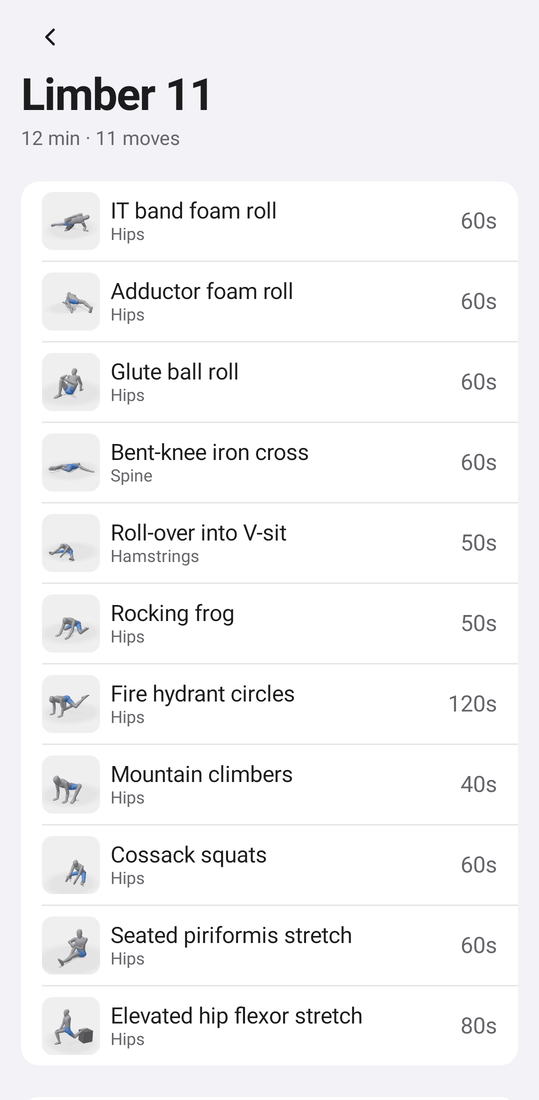 Limber 11
12 min · 11 moves
IT band foam roll
Hips
60s
Adductor foam roll
Hips
60s
Glute ball roll
Hips
60s
Bent-knee iron cross
Spine
60s
Roll-over into V-sit
Hamstrings
50s
Rocking frog
Hips
50s
Fire hydrant circles
Hips
120s
Mountain climbers
Hips
40s
Cossack squats
Hips
60s
Seated piriformis stretch
Hips
60s
Elevated hip flexor stretch
Hips
80s